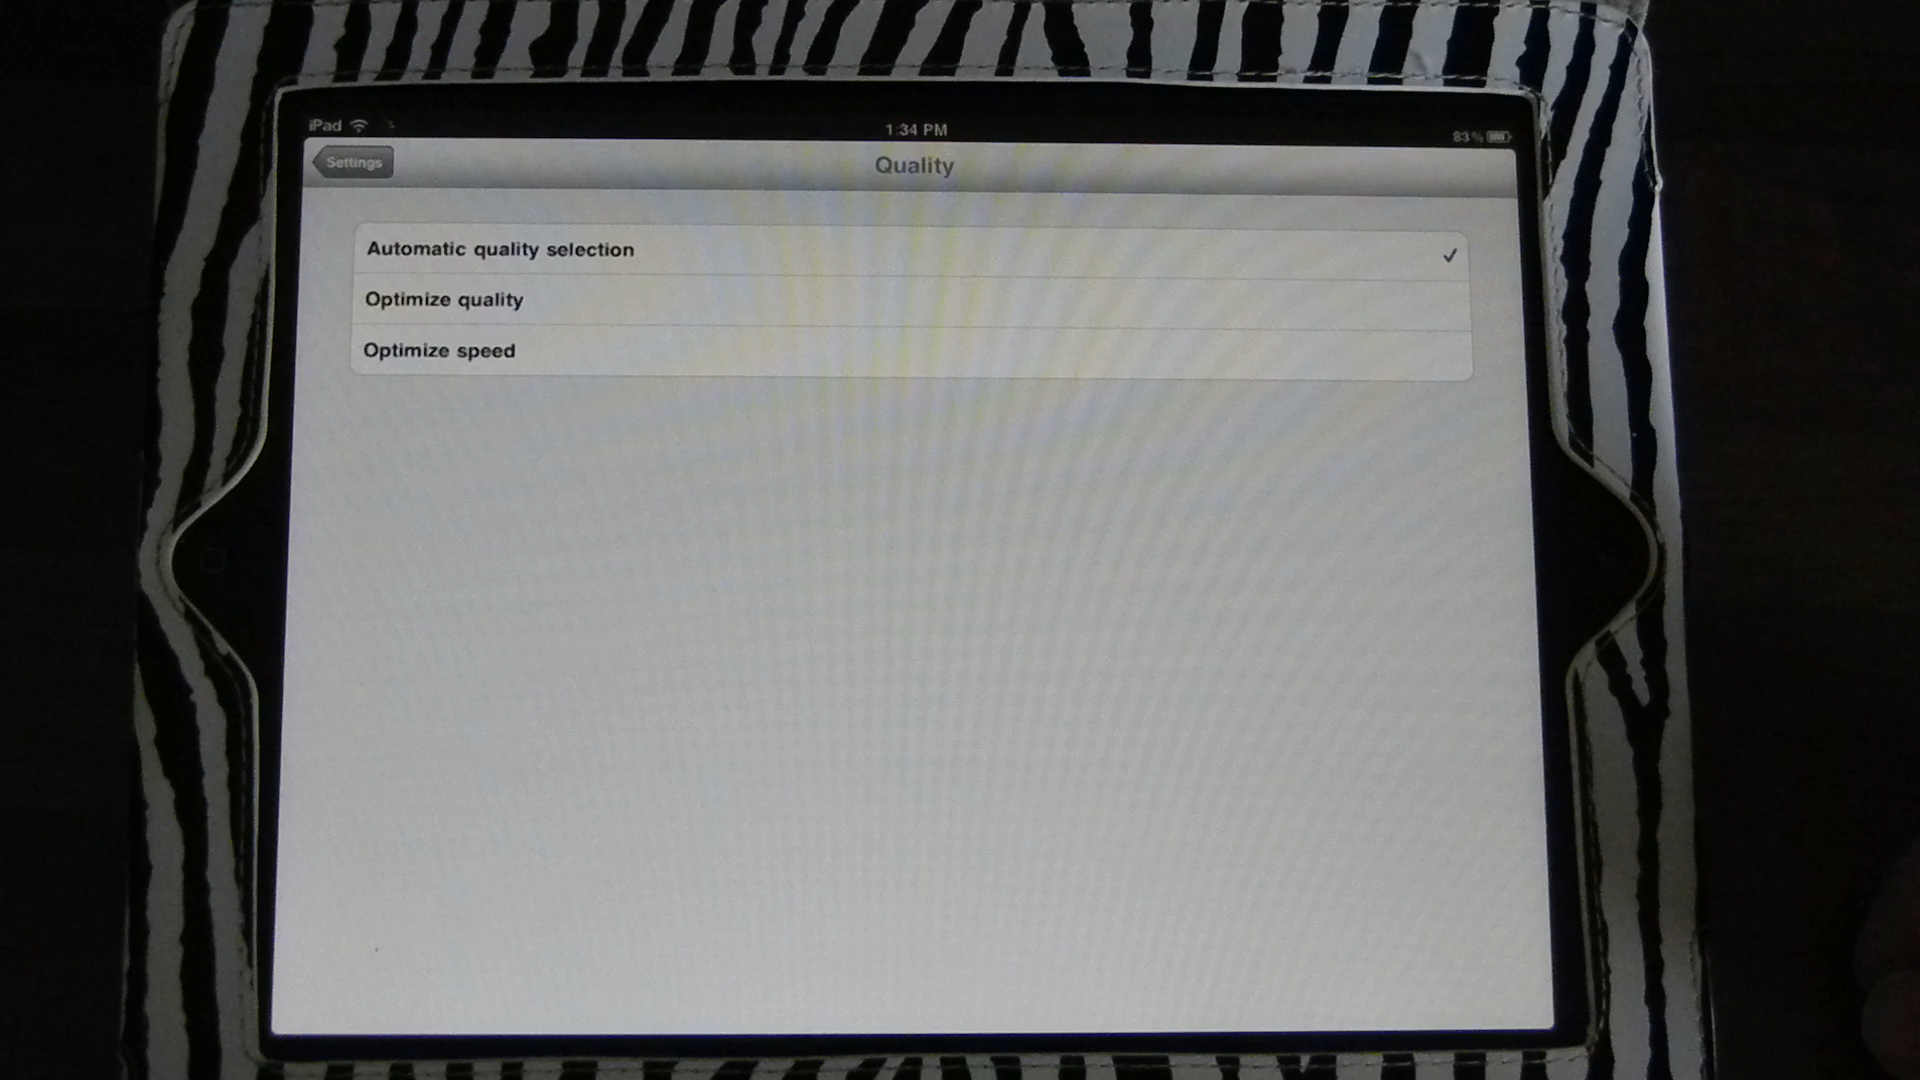 iPad
1:34 PM
83%
Settings
Quality
Automatic quality selection
Optimize quality
Optimize speed